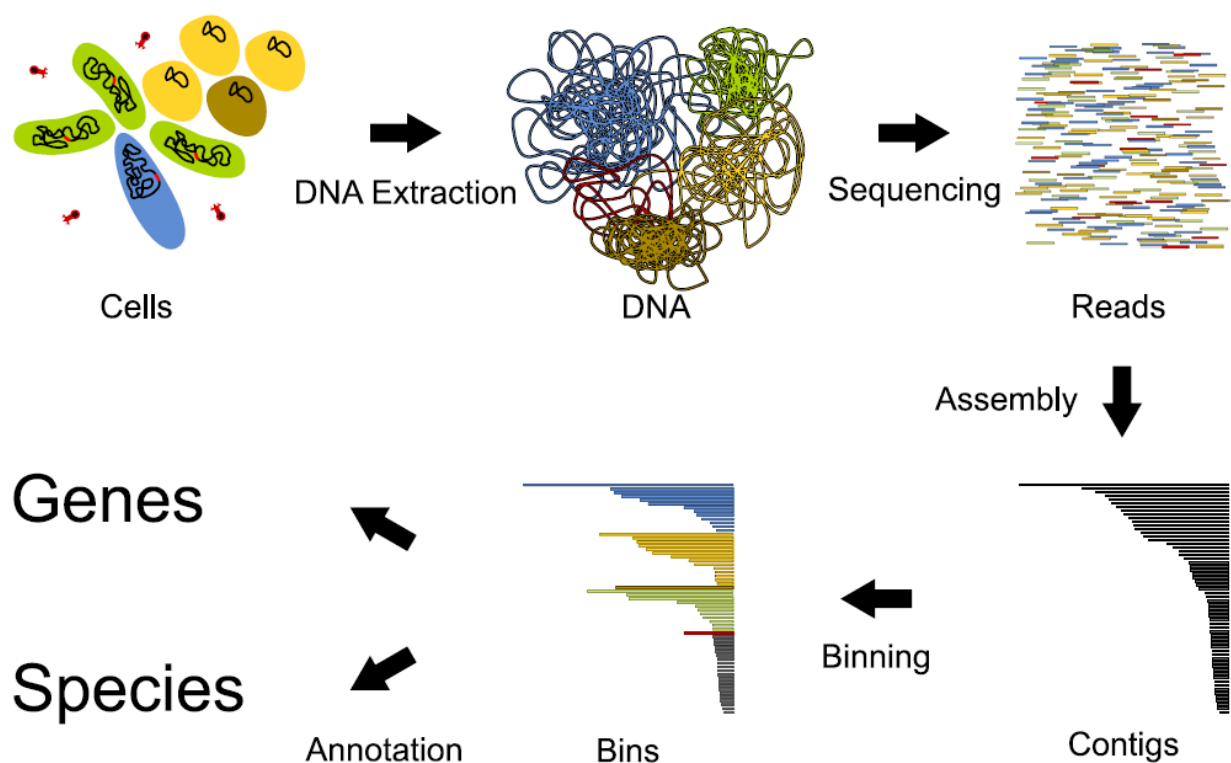 DNA Extraction
Sequencing
Cells
DNA
Reads
Assembly
Genes
Species
Binning
Annotation
Bins
Contigs